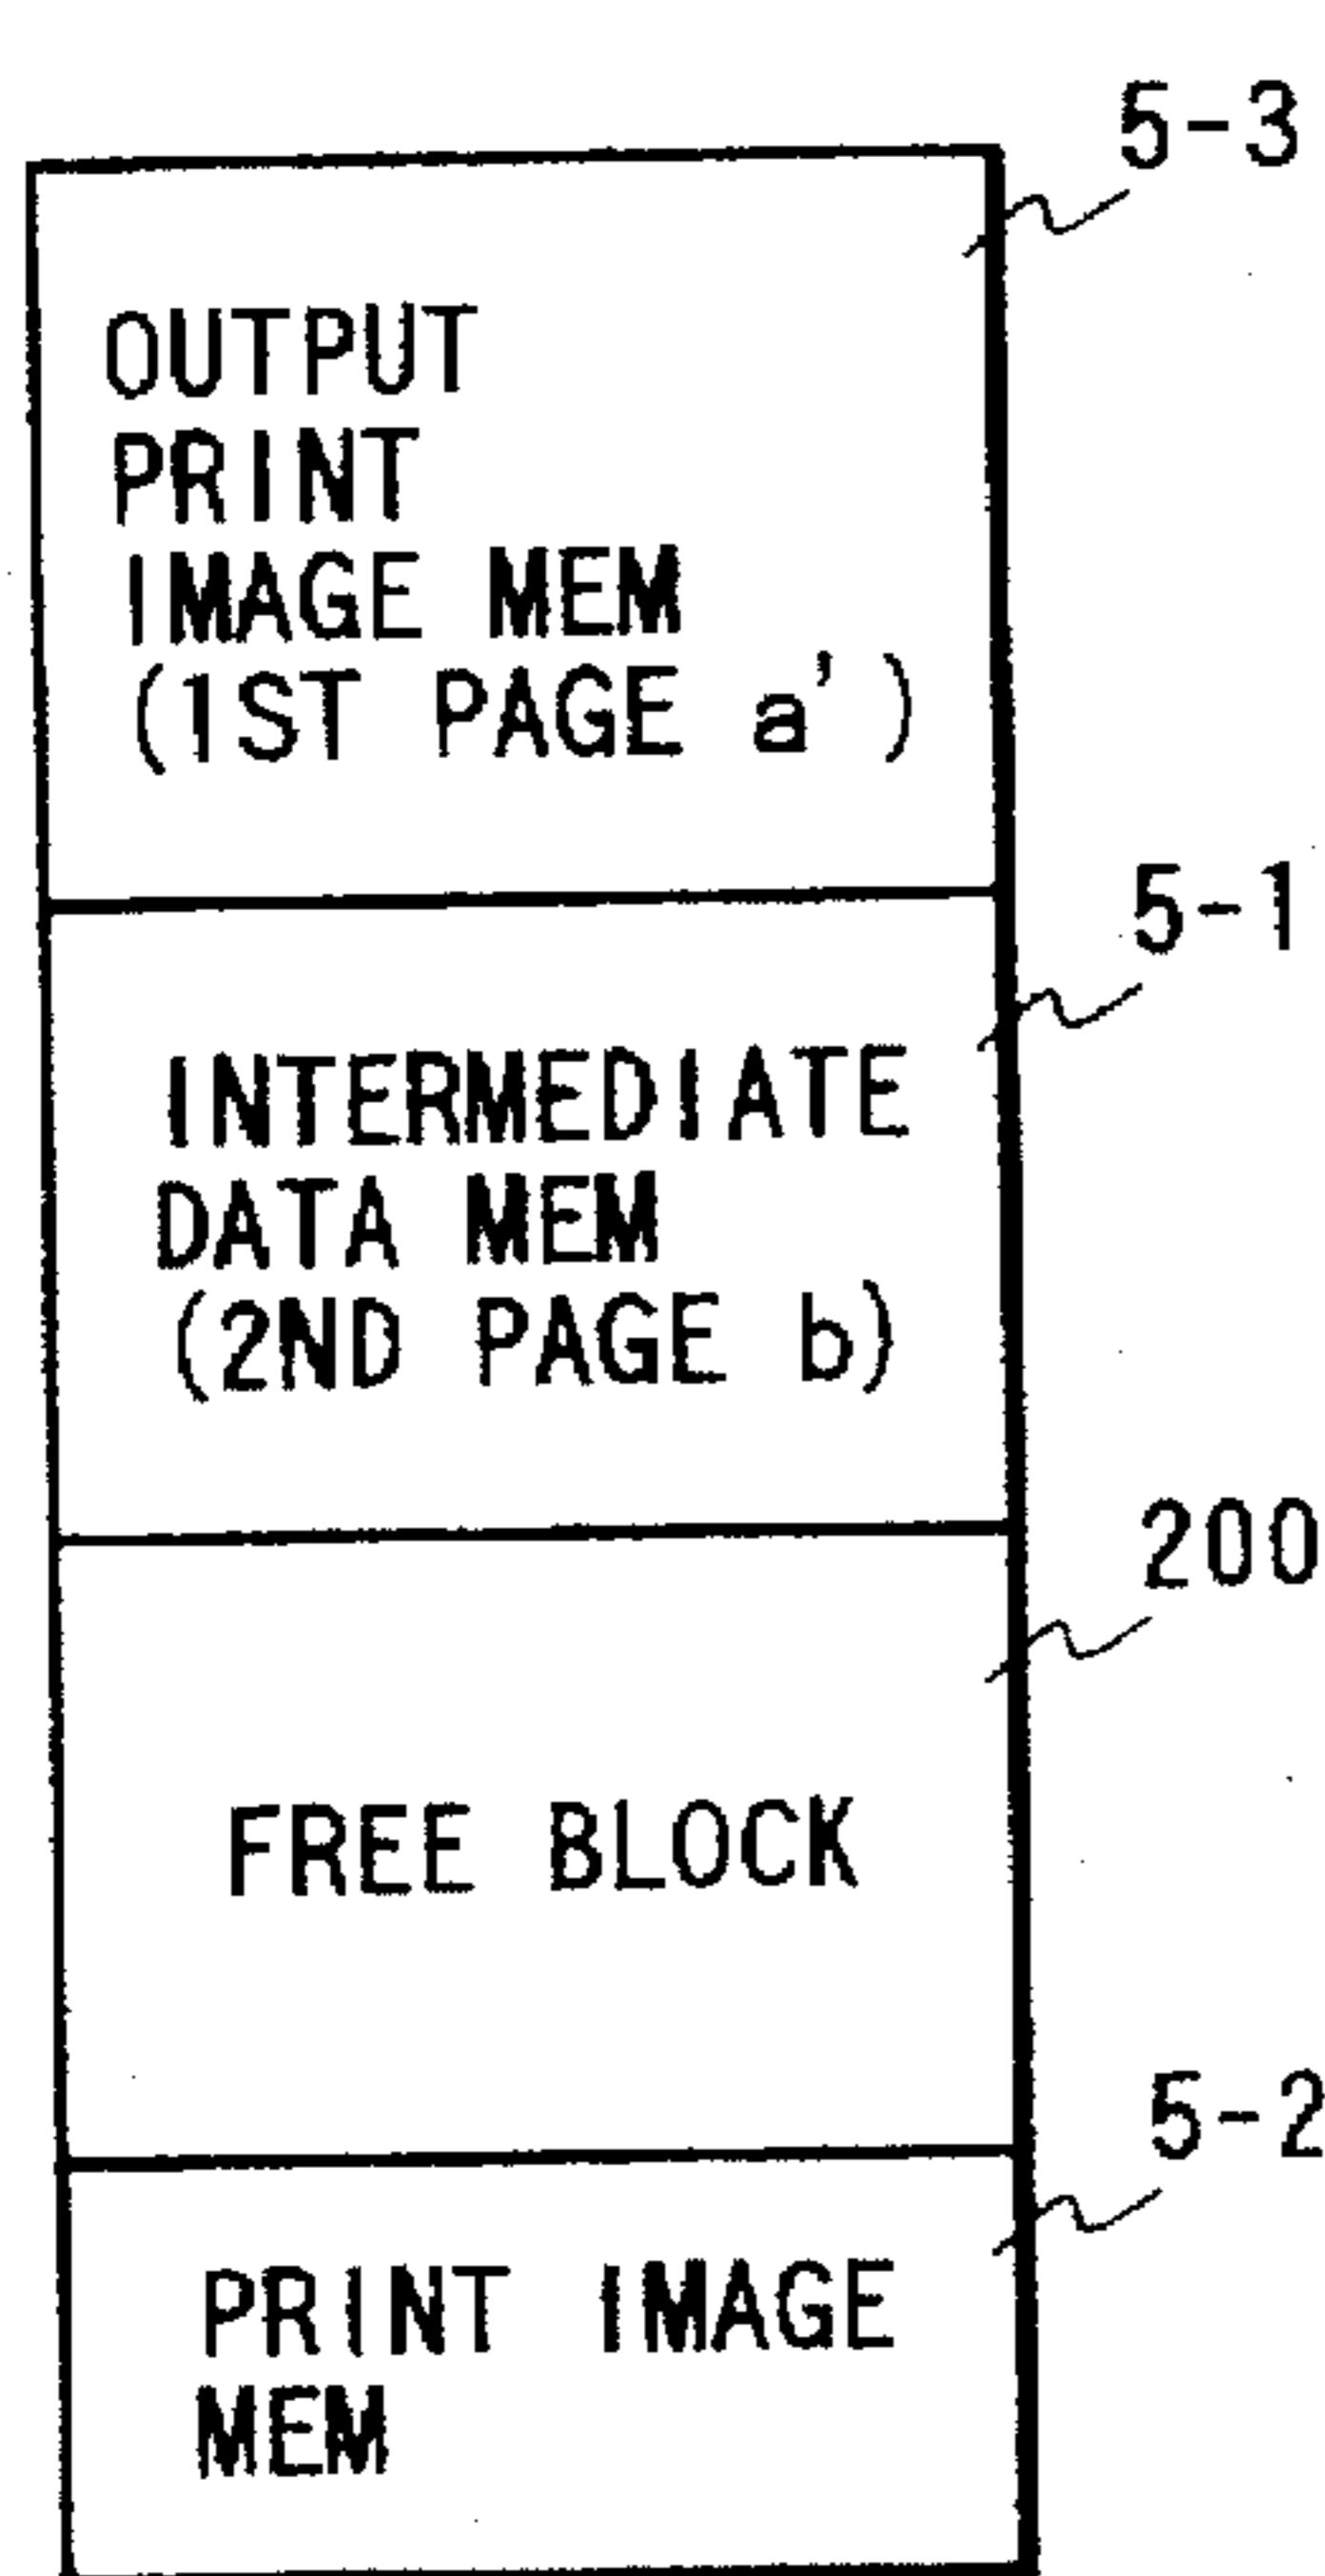 5-3
OUTPUT
PRINT
IMAGE MEM
(1ST PAGE a')
5-1
INTERMEDIATE
DATA MEM
(2ND PAGE b)
200
FREE BLOCK
5-2
PRINT IMAGE
MEM